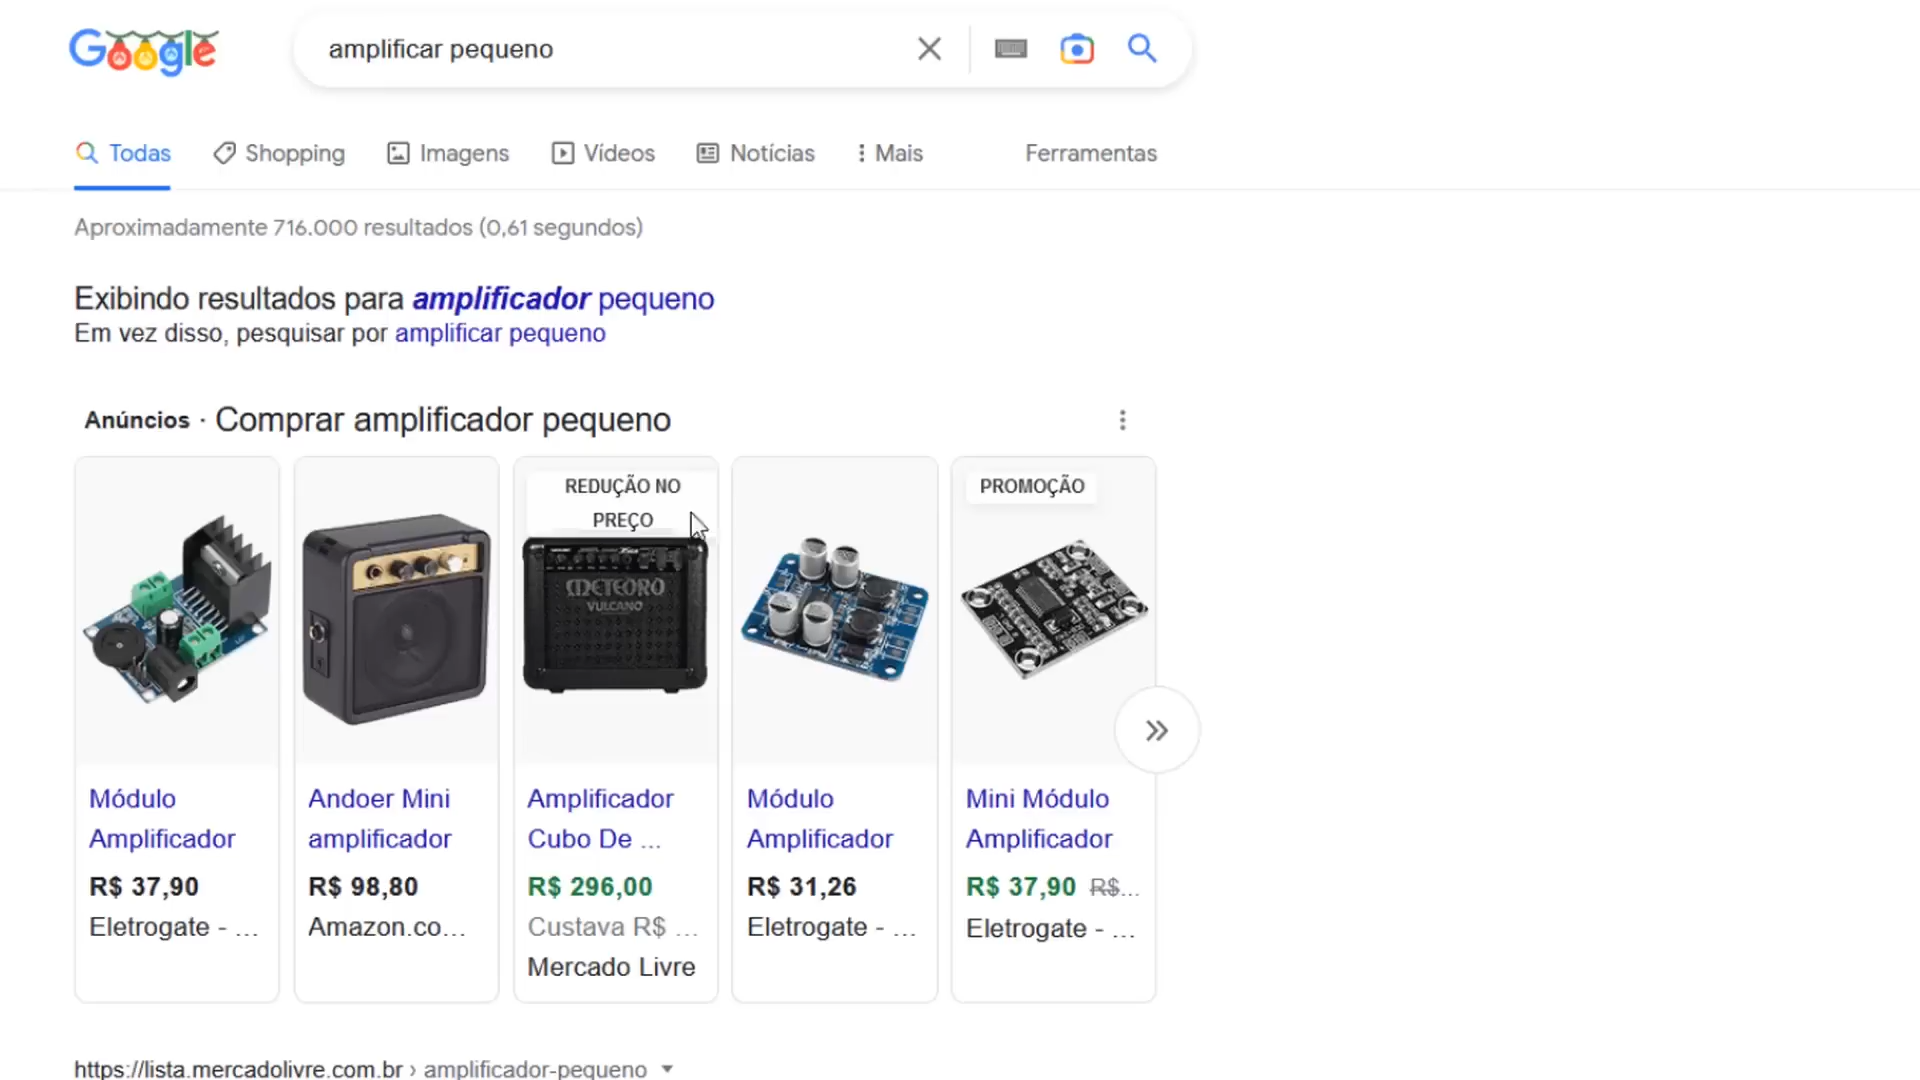 Google
amplificar pequeno
Todas
Shopping
Imagens
Vídeos
Notícias
Mais
Ferramentas
Aproximadamente 716.000 resultados (0,61 segundos)
Exibindo resultados para amplificador pequeno
Em vez disso, pesquisar por amplificar pequeno
Anúncios · Comprar amplificador pequeno
REDUÇÃO NO
PREÇO
METEORO
VULCANO
PROMOÇÃO
Módulo
Amplificador
R$ 37,90
Eletrogate - ...
Andoer Mini
amplificador
R$ 98,80
Amazon.co...
Amplificador
Cubo De ...
R$ 296,00
Custava R$ ...
Mercado Livre
Módulo
Amplificador
R$ 31,26
Eletrogate - ...
Mini Módulo
Amplificador
R$ 37,90 R$...
Eletrogate - ...
https://lista.mercadolivre.com.br › amplificador-pequeno